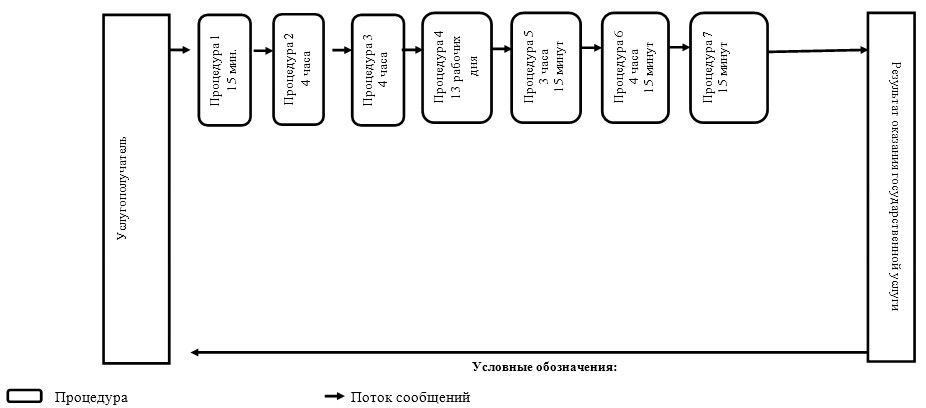 Услугополучатель
Процедура 1
15 мин.
Процедура 2
4 часа
Процедура 3
4 часа
Процедура 4
13 рабочих
дня
Процедура 5
3 часа
15 минут
Процедура 6
4 часа
15 минут
Процедура 7
15 минут
Результат оказания государственной услуги
Условные обозначения:
Процедура
Поток сообщений